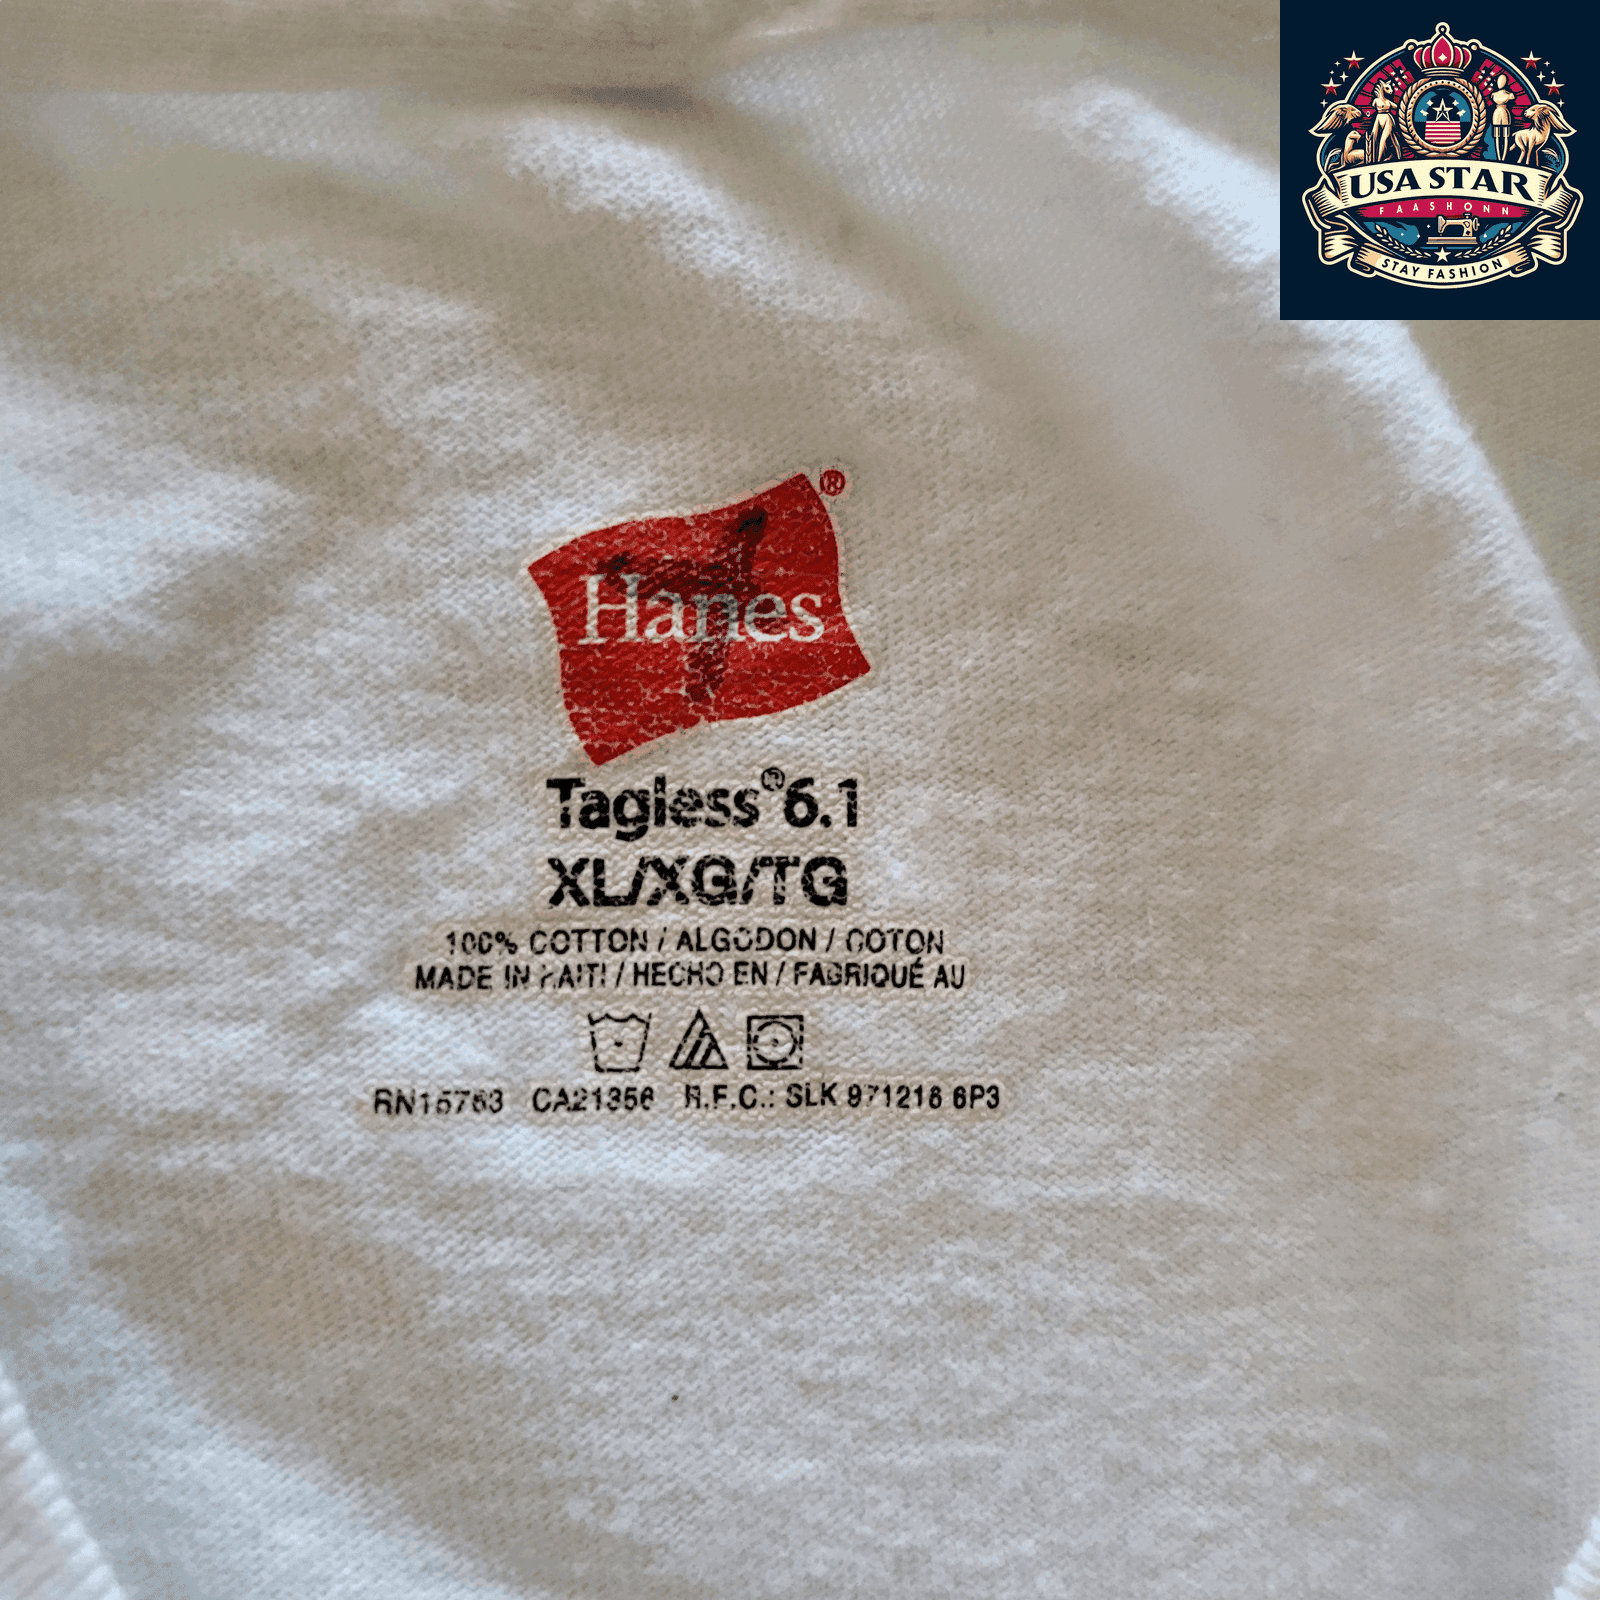 USA STAR
FAASHONN
STAY FASHION
Hanes®
Tagless®6.1
XL/XG/TG
100% COTTON / ALGODON / COTON
MADE IN HAITI / HECHO EN / FABRIQUÉ AU
RN15763 CA21356 R.F.C.: SLK 971216 6P3